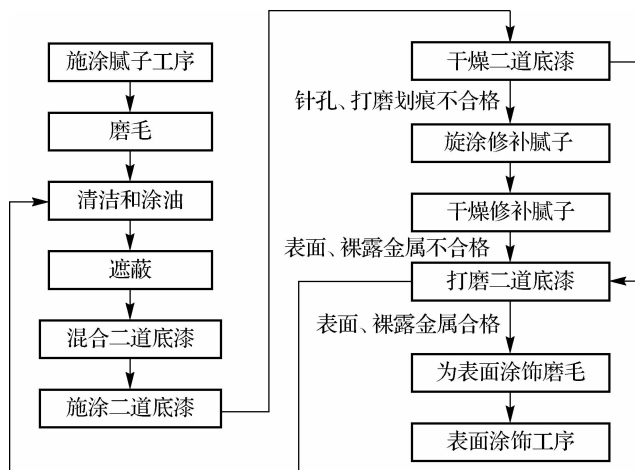 施涂腻子工序
磨毛
清洁和涂油
遮蔽
混合二道底漆
施涂二道底漆
干燥二道底漆
针孔、打磨划痕不合格
旋涂修补腻子
干燥修补腻子
表面、裸露金属不合格
打磨二道底漆
表面、裸露金属合格
为表面涂饰磨毛
表面涂饰工序